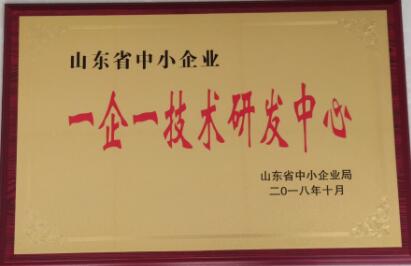 山东省中小企业
一企一技术研发中心
山东省中小企业局
二〇一八年十月